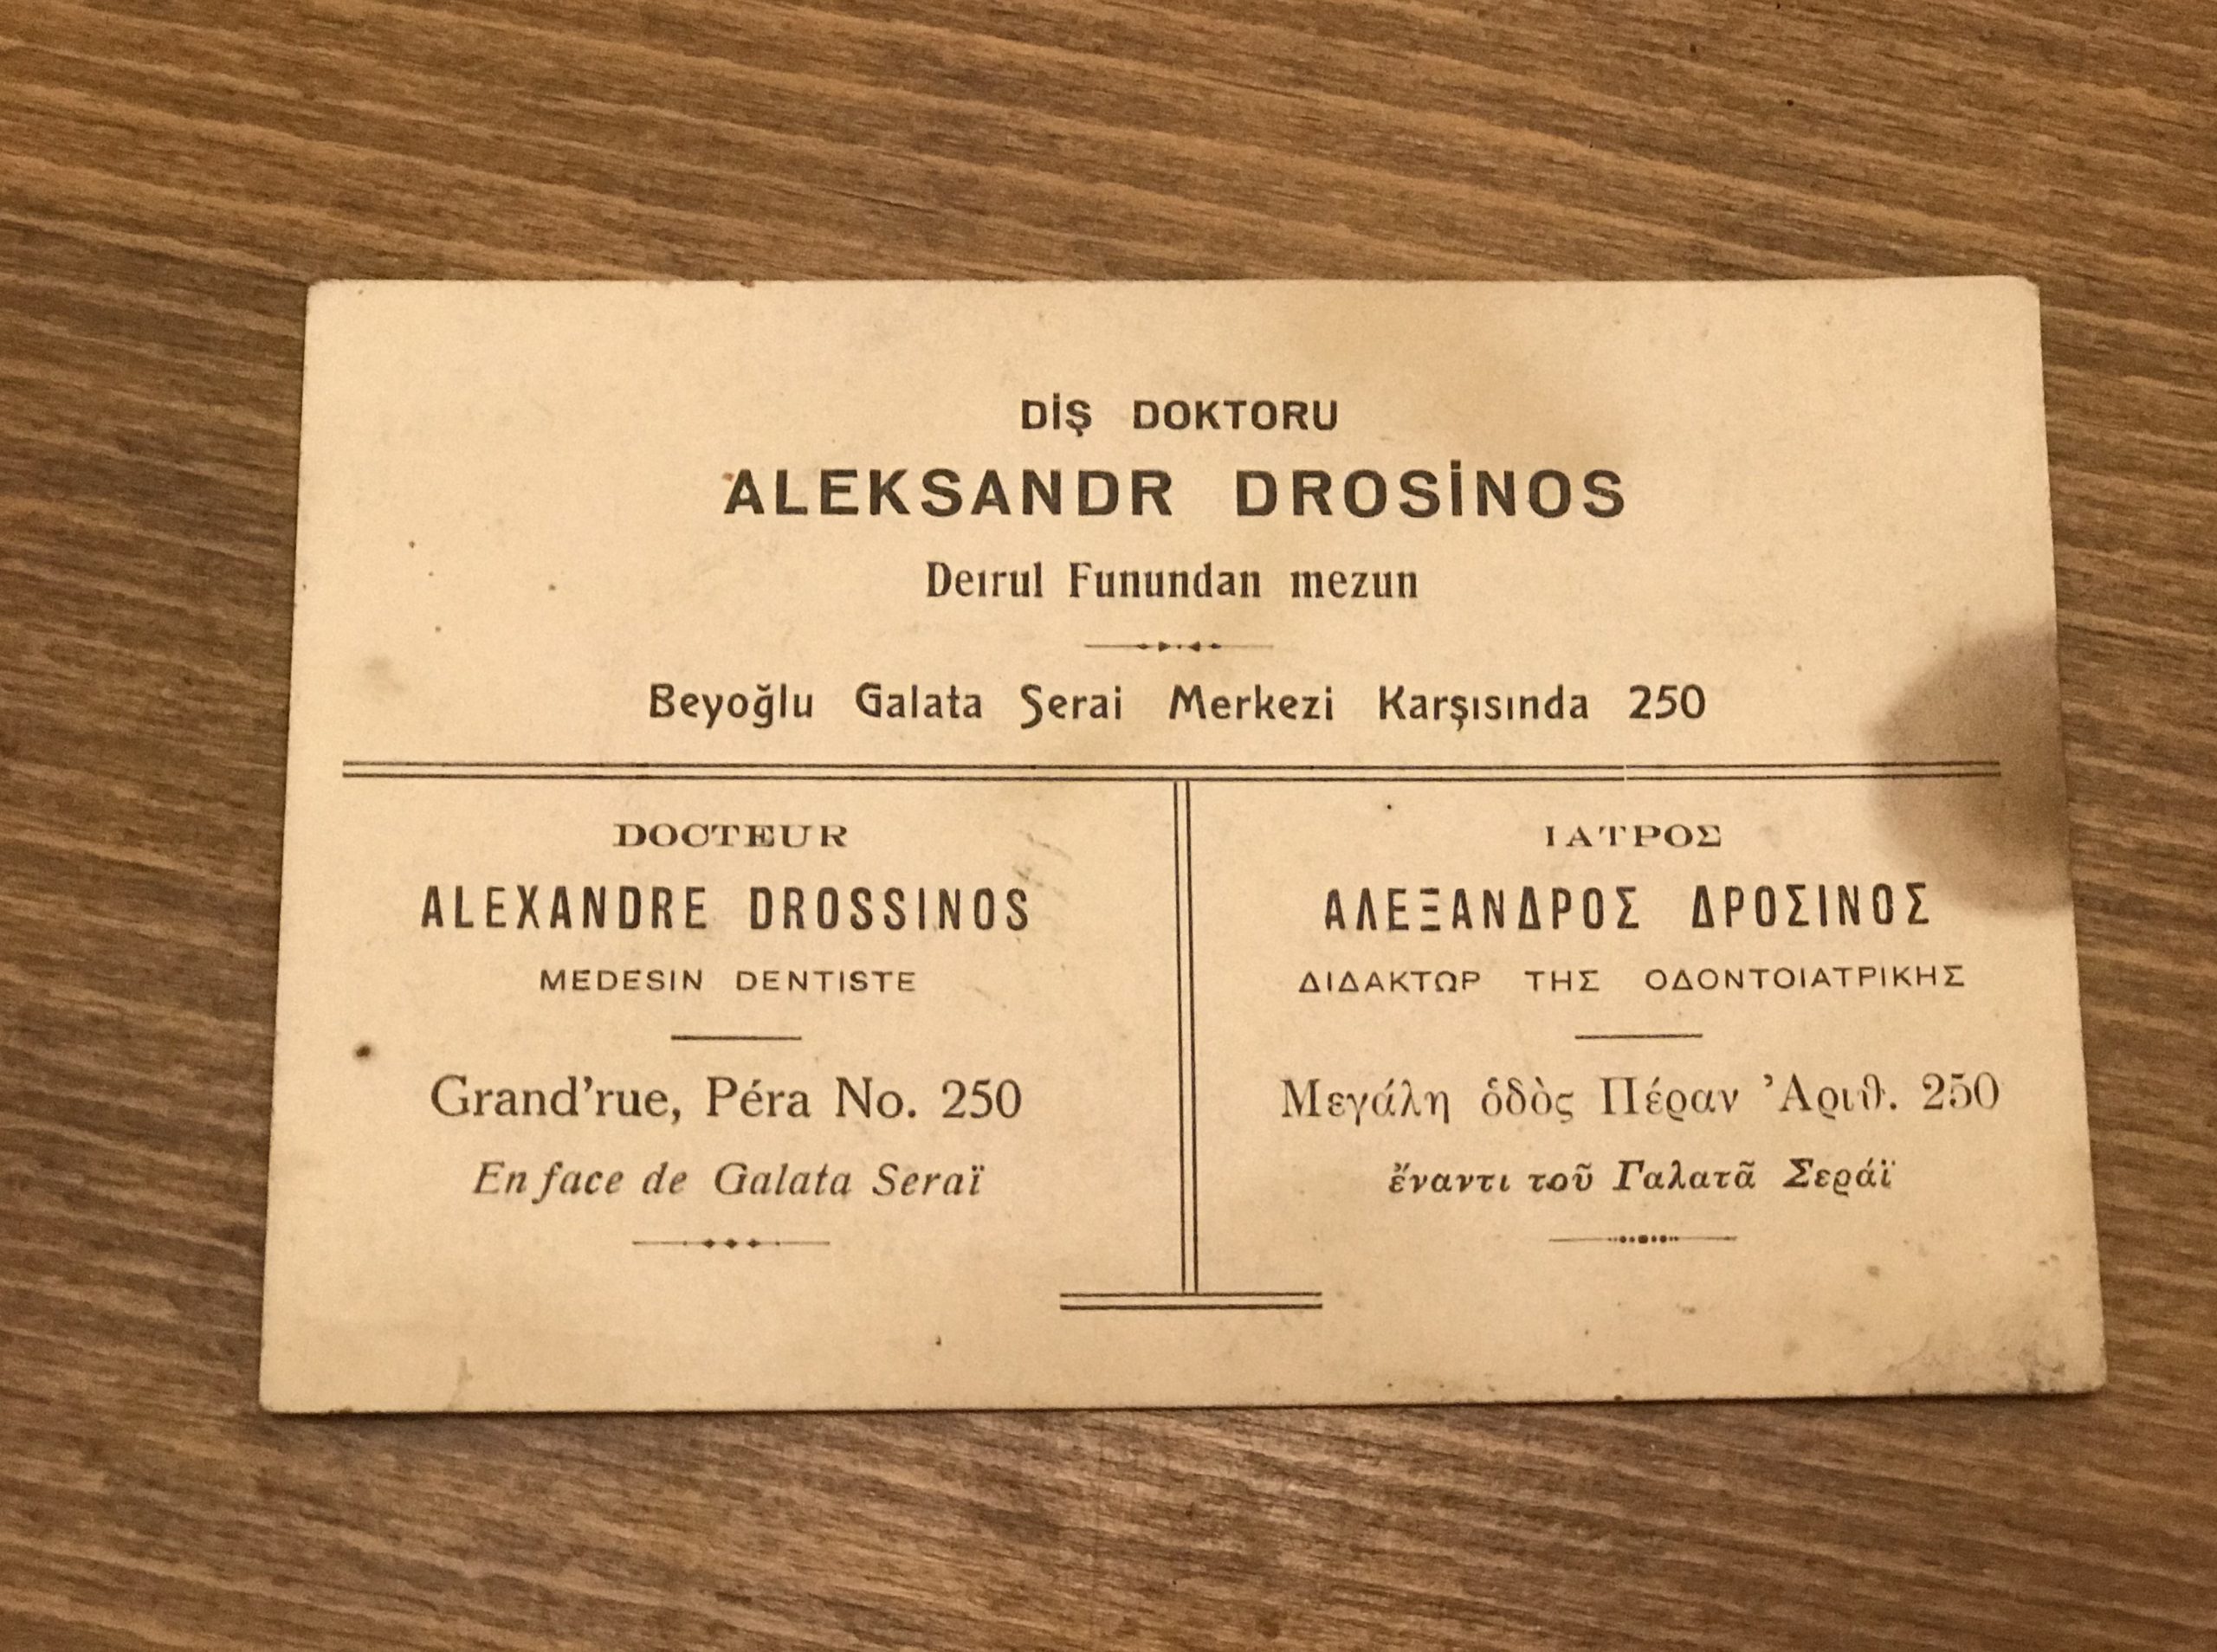 DİŞ DOKTORU
ALEKSANDR DROSİNOS
Deırul Funundan mezun
Beyoğlu Galata Serai Merkezi Karşısında 250
DOCTEUR
ALEXANDRE DROSSINOS
MEDESIN DENTISTE
Grand'rue, Péra No. 250
En face de Galata Seraï
ΙΑΤΡΟΣ
ΑΛΕΞΑΝΔΡΟΣ ΔΡΟΣΙΝΟΣ
ΔΙΔΑΚΤΩΡ ΤΗΣ ΟΔΟΝΤΟΙΑΤΡΙΚΗΣ
Μεγάλη ὁδὸς Πέραν Ἀριθ. 250
ἔναντι τοῦ Γαλατᾶ Σεράϊ